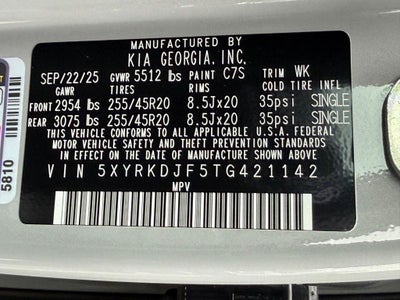 MANUFACTURED BY
KIA GEORGIA, INC.
SEP/22/25 GVWR 5512 lbs PAINT C7S TRIM WK
GAWR TIRES RIMS COLD TIRE INFL
FRONT 2954 lbs 255/45R20 8.5Jx20 35psi SINGLE
REAR 3075 lbs 255/45R20 8.5Jx20 35psi SINGLE
THIS VEHICLE CONFORMS TO ALL APPLICABLE U.S.A. FEDERAL
MOTOR VEHICLE SAFETY AND THEFT PREVENTION STANDARDS
IN EFFECT ON THE DATE OF MANUFACTURE SHOWN ABOVE.
VIN 5XYRKDJF5TG421142
MPV
5810